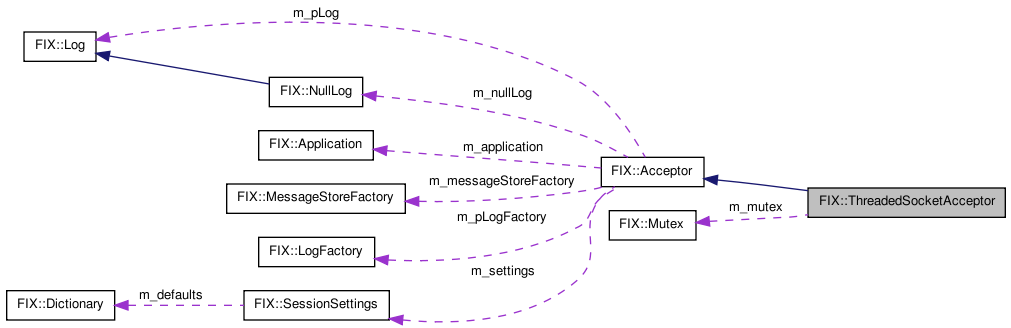 m_pLog
FIX::Log
FIX::NullLog
m_nullLog
FIX::Application
m_application
FIX::Acceptor
m_messageStoreFactory
FIX::MessageStoreFactory
FIX::ThreadedSocketAcceptor
m_mutex
m_pLogFactory
FIX::Mutex
FIX::LogFactory
m_settings
m_defaults
FIX::Dictionary
FIX::SessionSettings